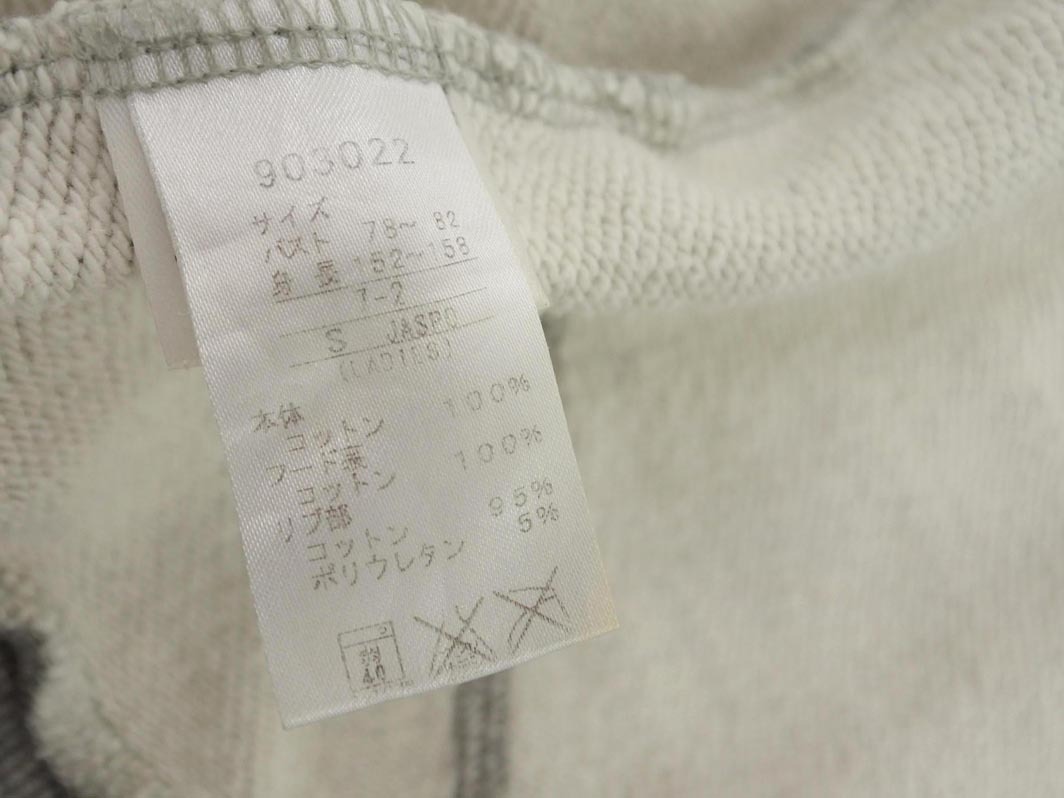 903022
サイズ
バスト 78～ 82
身 長 152～158
7-2
S JASPO
(LADIES)
本体
コットン 100%
フード裏
コットン 100%
リブ部
コットン 95%
ポリウレタン 5%
40